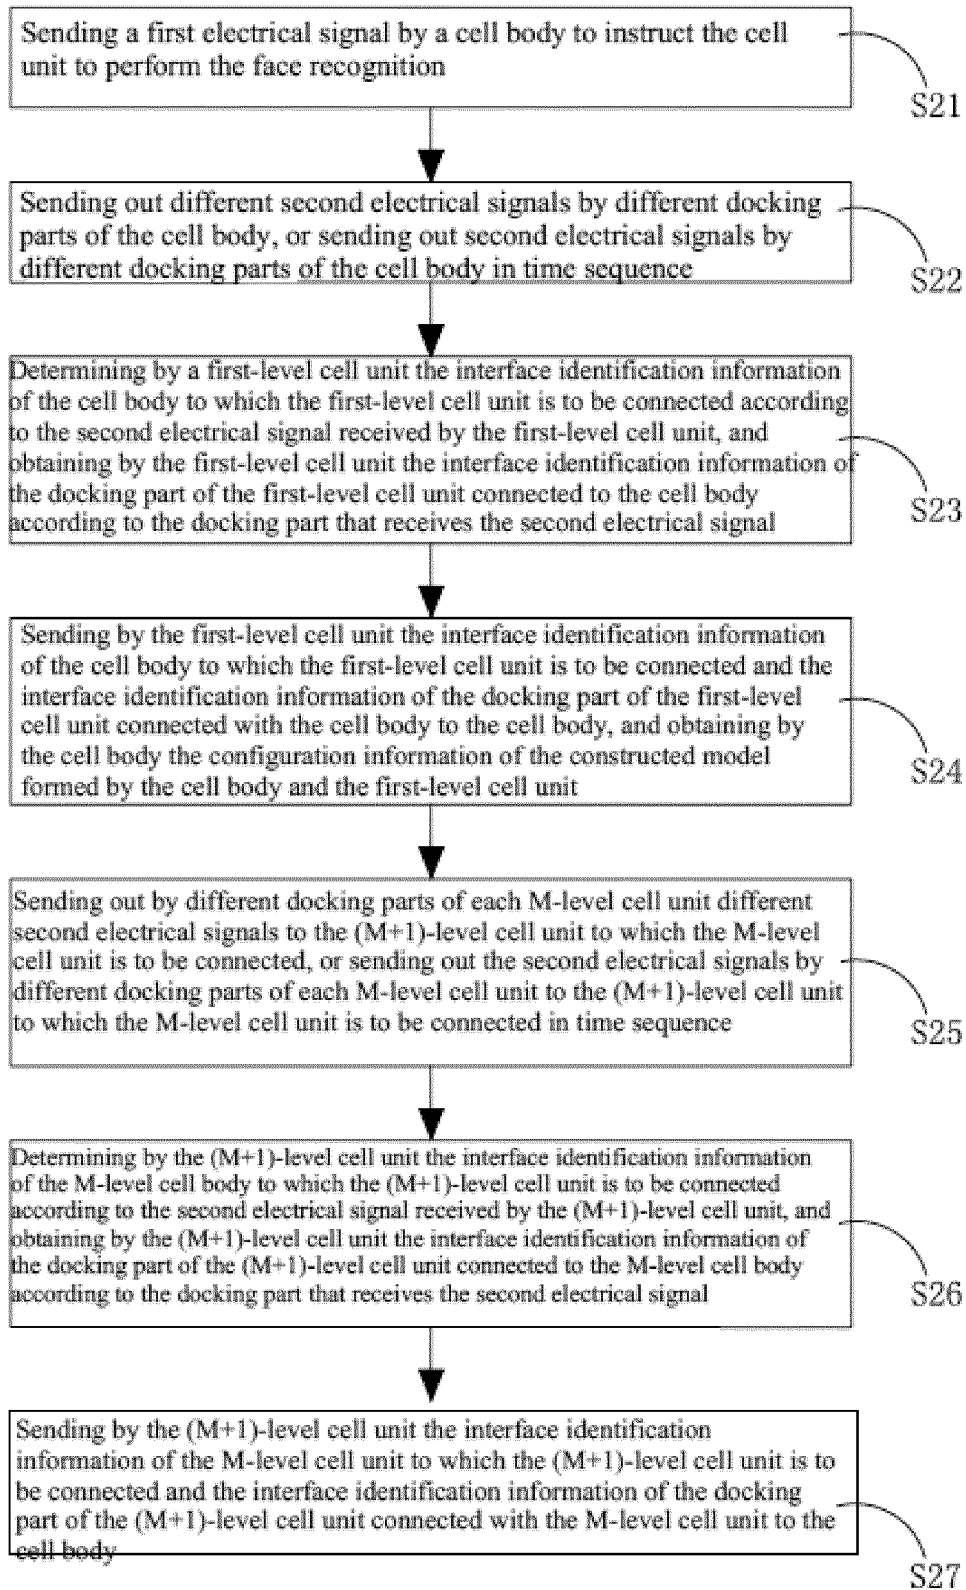 Sending a first electrical signal by a cell body to instruct the cell
unit to perform the face recognition
S21
Sending out different second electrical signals by different docking
parts of the cell body, or sending out second electrical signals by
different docking parts of the cell body in time sequence
S22
Determining by a first-level cell unit the interface identification information
of the cell body to which the first-level cell unit is to be connected according
to the second electrical signal received by the first-level cell unit, and
obtaining by the first-level cell unit the interface identification information of
the docking part of the first-level cell unit connected to the cell body
according to the docking part that receives the second electrical signal
S23
Sending by the first-level cell unit the interface identification information
of the cell body to which the first-level cell unit is to be connected and the
interface identification information of the docking part of the first-level
cell unit connected with the cell body to the cell body, and obtaining by
the cell body the configuration information of the constructed model
formed by the cell body and the first-level cell unit
S24
Sending out by different docking parts of each M-level cell unit different
second electrical signals to the (M+1)-level cell unit to which the M-level
cell unit is to be connected, or sending out the second electrical signals by
different docking parts of each M-level cell unit to the (M+1)-level cell unit
to which the M-level cell unit is to be connected in time sequence
S25
Determining by the (M+1)-level cell unit the interface identification information
of the M-level cell body to which the (M+1)-level cell unit is to be connected
according to the second electrical signal received by the (M+1)-level cell unit, and
obtaining by the (M+1)-level cell unit the interface identification information of
the docking part of the (M+1)-level cell unit connected to the M-level cell body
according to the docking part that receives the second electrical signal
S26
Sending by the (M+1)-level cell unit the interface identification
information of the M-level cell unit to which the (M+1)-level cell unit is to
be connected and the interface identification information of the docking
part of the (M+1)-level cell unit connected with the M-level cell unit to the
cell body
S27